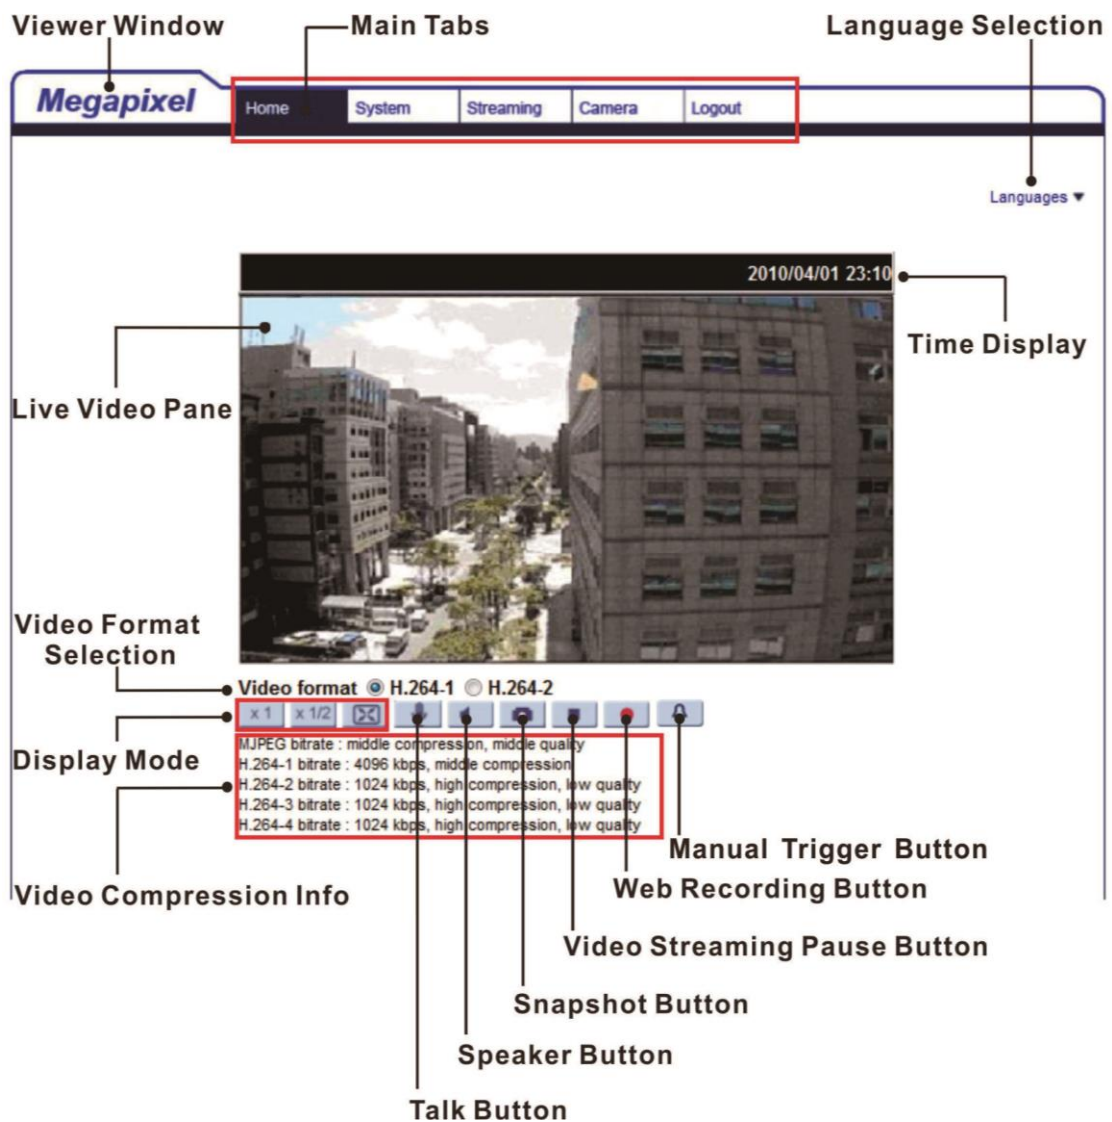 Viewer Window
Main Tabs
Language Selection
Megapixel
Home
System
Streaming
Camera
Logout
Languages ▼
2010/04/01 23:10
Time Display
Live Video Pane
Video Format
Selection
Video format H.264-1 H.264-2
x 1
x 1/2
Display Mode
MJPEG bitrate : middle compression, middle quality
H.264-1 bitrate : 4096 kbps, middle compression
H.264-2 bitrate : 1024 kbps, high compression, low quality
H.264-3 bitrate : 1024 kbps, high compression, low quality
H.264-4 bitrate : 1024 kbps, high compression, low quality
Manual Trigger Button
Video Compression Info
Web Recording Button
Video Streaming Pause Button
Snapshot Button
Speaker Button
Talk Button